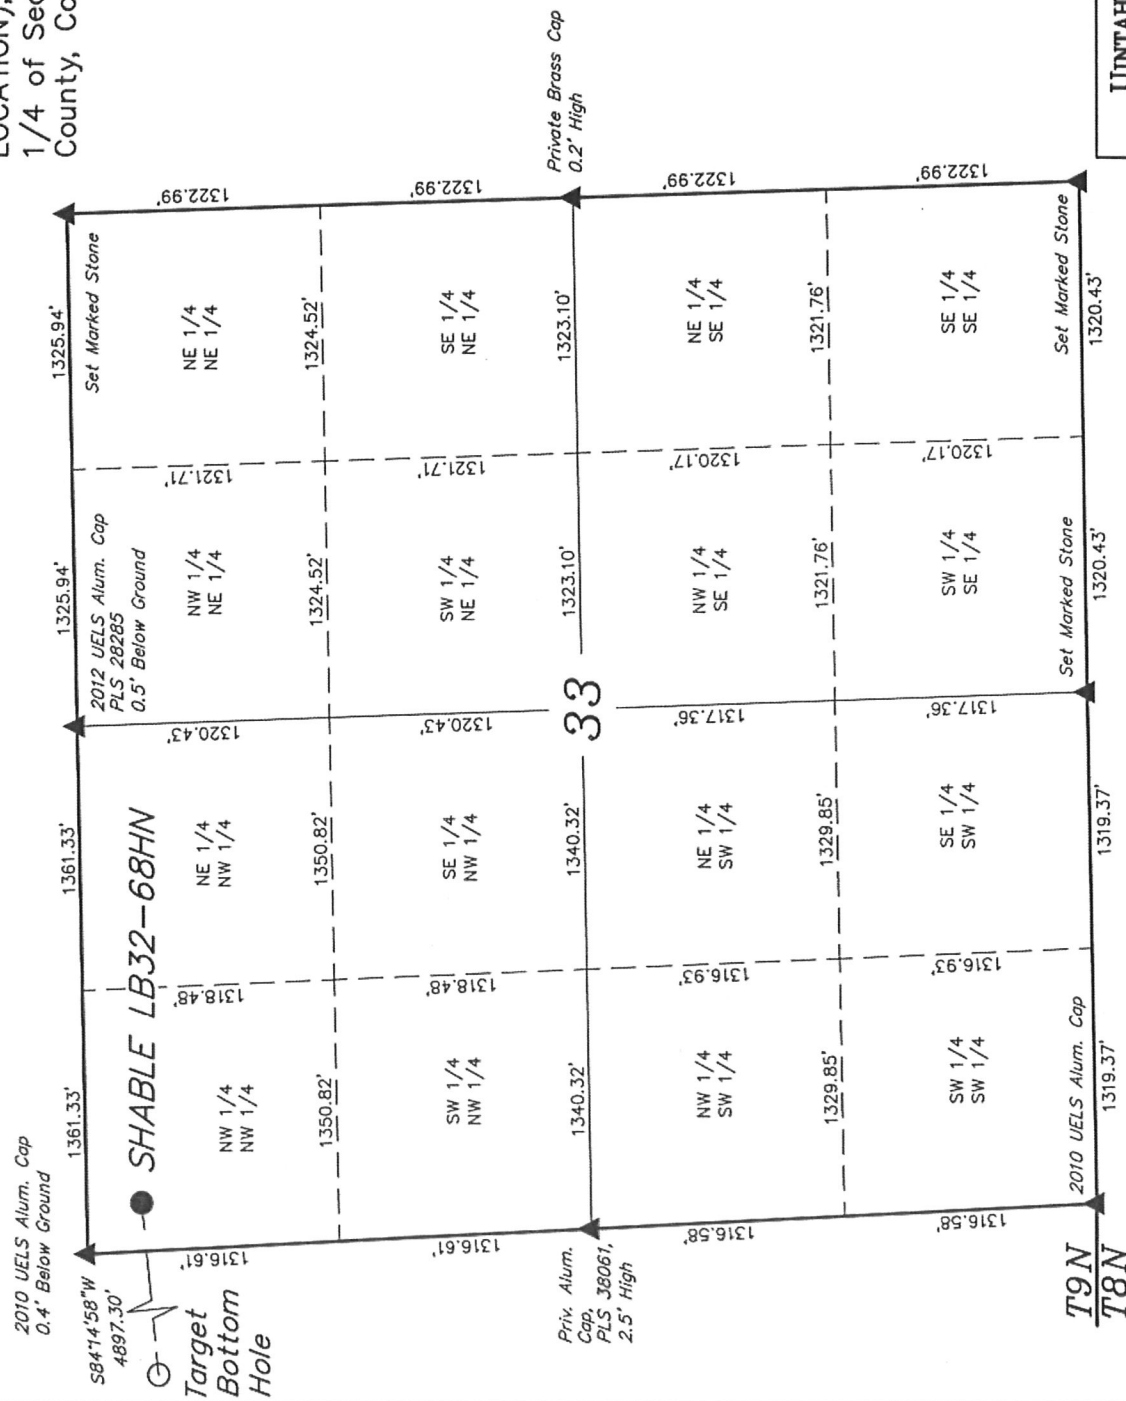 LOCATION),
1/4 of Sec
County, Co
2010 UELS Alum. Cap
0.4' Below Ground
1361.33'
1361.33'
1325.94'
1325.94'
S84°14'58"W
4897.30'
SHABLE LB32-68HN
2012 UELS Alum. Cap
PLS 28285
0.5' Below Ground
Set Marked Stone
Target
Bottom
Hole
1316.61'
NW 1/4
NW 1/4
1318.48'
NE 1/4
NW 1/4
1320.43'
NW 1/4
NE 1/4
1321.71'
NE 1/4
NE 1/4
1322.99'
1350.82'
1350.82'
1324.52'
1324.52'
1316.61'
SW 1/4
NW 1/4
1318.48'
SE 1/4
NW 1/4
1320.43'
SW 1/4
NE 1/4
1321.71'
SE 1/4
NE 1/4
1322.99'
Private Brass Cap
0.2' High
Priv. Alum.
Cap,
PLS 38061,
2.5' High
1340.32'
1340.32'
33
1323.10'
1323.10'
1316.58'
NW 1/4
SW 1/4
1316.93'
NE 1/4
SW 1/4
1317.36'
NW 1/4
SE 1/4
1320.17'
NE 1/4
SE 1/4
1322.99'
1329.85'
1329.85'
1321.76'
1321.76'
1316.58'
SW 1/4
SW 1/4
1316.93'
SE 1/4
SW 1/4
1317.36'
SW 1/4
SE 1/4
1320.17'
SE 1/4
SE 1/4
1322.99'
2010 UELS Alum. Cap
Set Marked Stone
Set Marked Stone
1319.37'
1319.37'
1320.43'
1320.43'
T9N
T8N
UINTAH